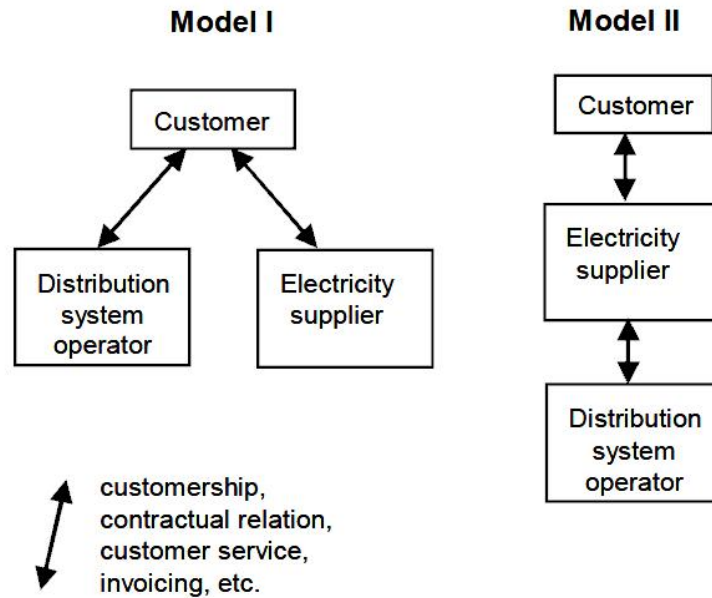 Model I
Customer
Distribution
system
operator
Electricity
supplier
Model II
Customer
Electricity
supplier
Distribution
system
operator
customership,
contractual relation,
customer service,
invoicing, etc.